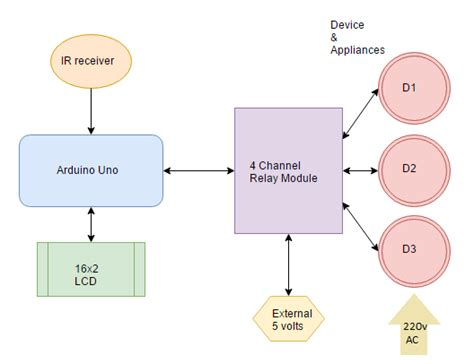 Device
&
Appliances
IR receiver
D1
Arduino Uno
4 Channel
Relay Module
D2
D3
16x2
LCD
External
5 volts
220v
AC